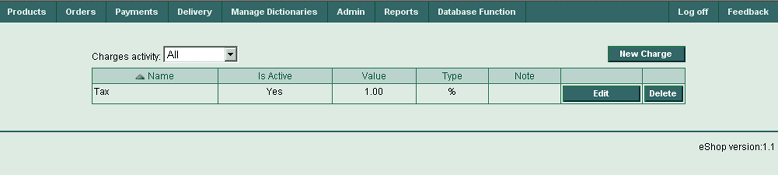 Products Orders Payments Delivery Manage Dictionaries Admin Reports Database Function Log off Feedback
Charges activity: All New Charge
Name Is Active Value Type Note
Tax Yes 1.00 % Edit Delete
eShop version:1.1